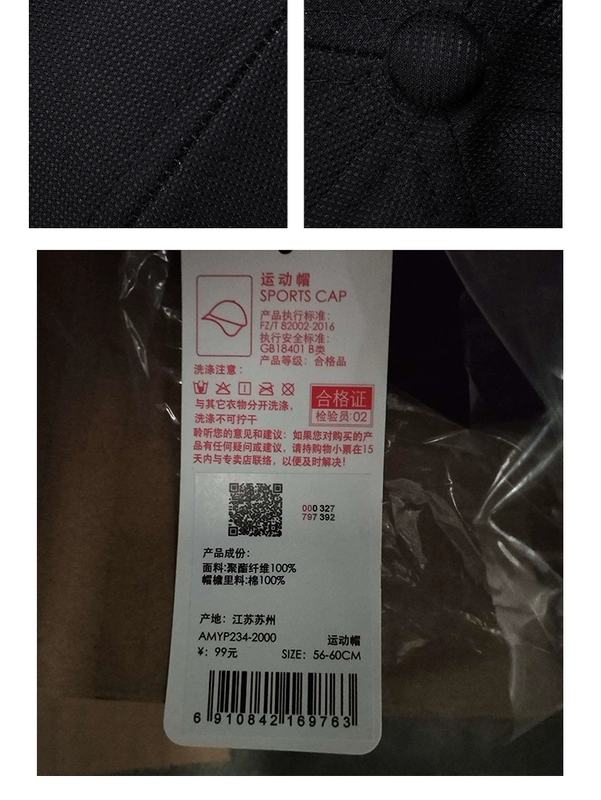 运动帽
SPORTS CAP
产品执行标准:
FZ/T 82002-2016
执行安全标准:
GB18401 B类
产品等级: 合格品
洗涤注意:
与其它衣物分开洗涤,
洗涤不可拧干
合格证
检验员:02
聆听您的意见和建议: 如果您对购买的产
品有任何疑问或建议, 请持购物小票在15
天内与专卖店联络, 以便及时解决!
000 327
797 392
产品成份:
面料:聚酯纤维100%
帽檐里料:棉100%
产地: 江苏苏州
AMYP234-2000 运动帽
¥: 99元 SIZE: 56-60CM
6 910842 169763